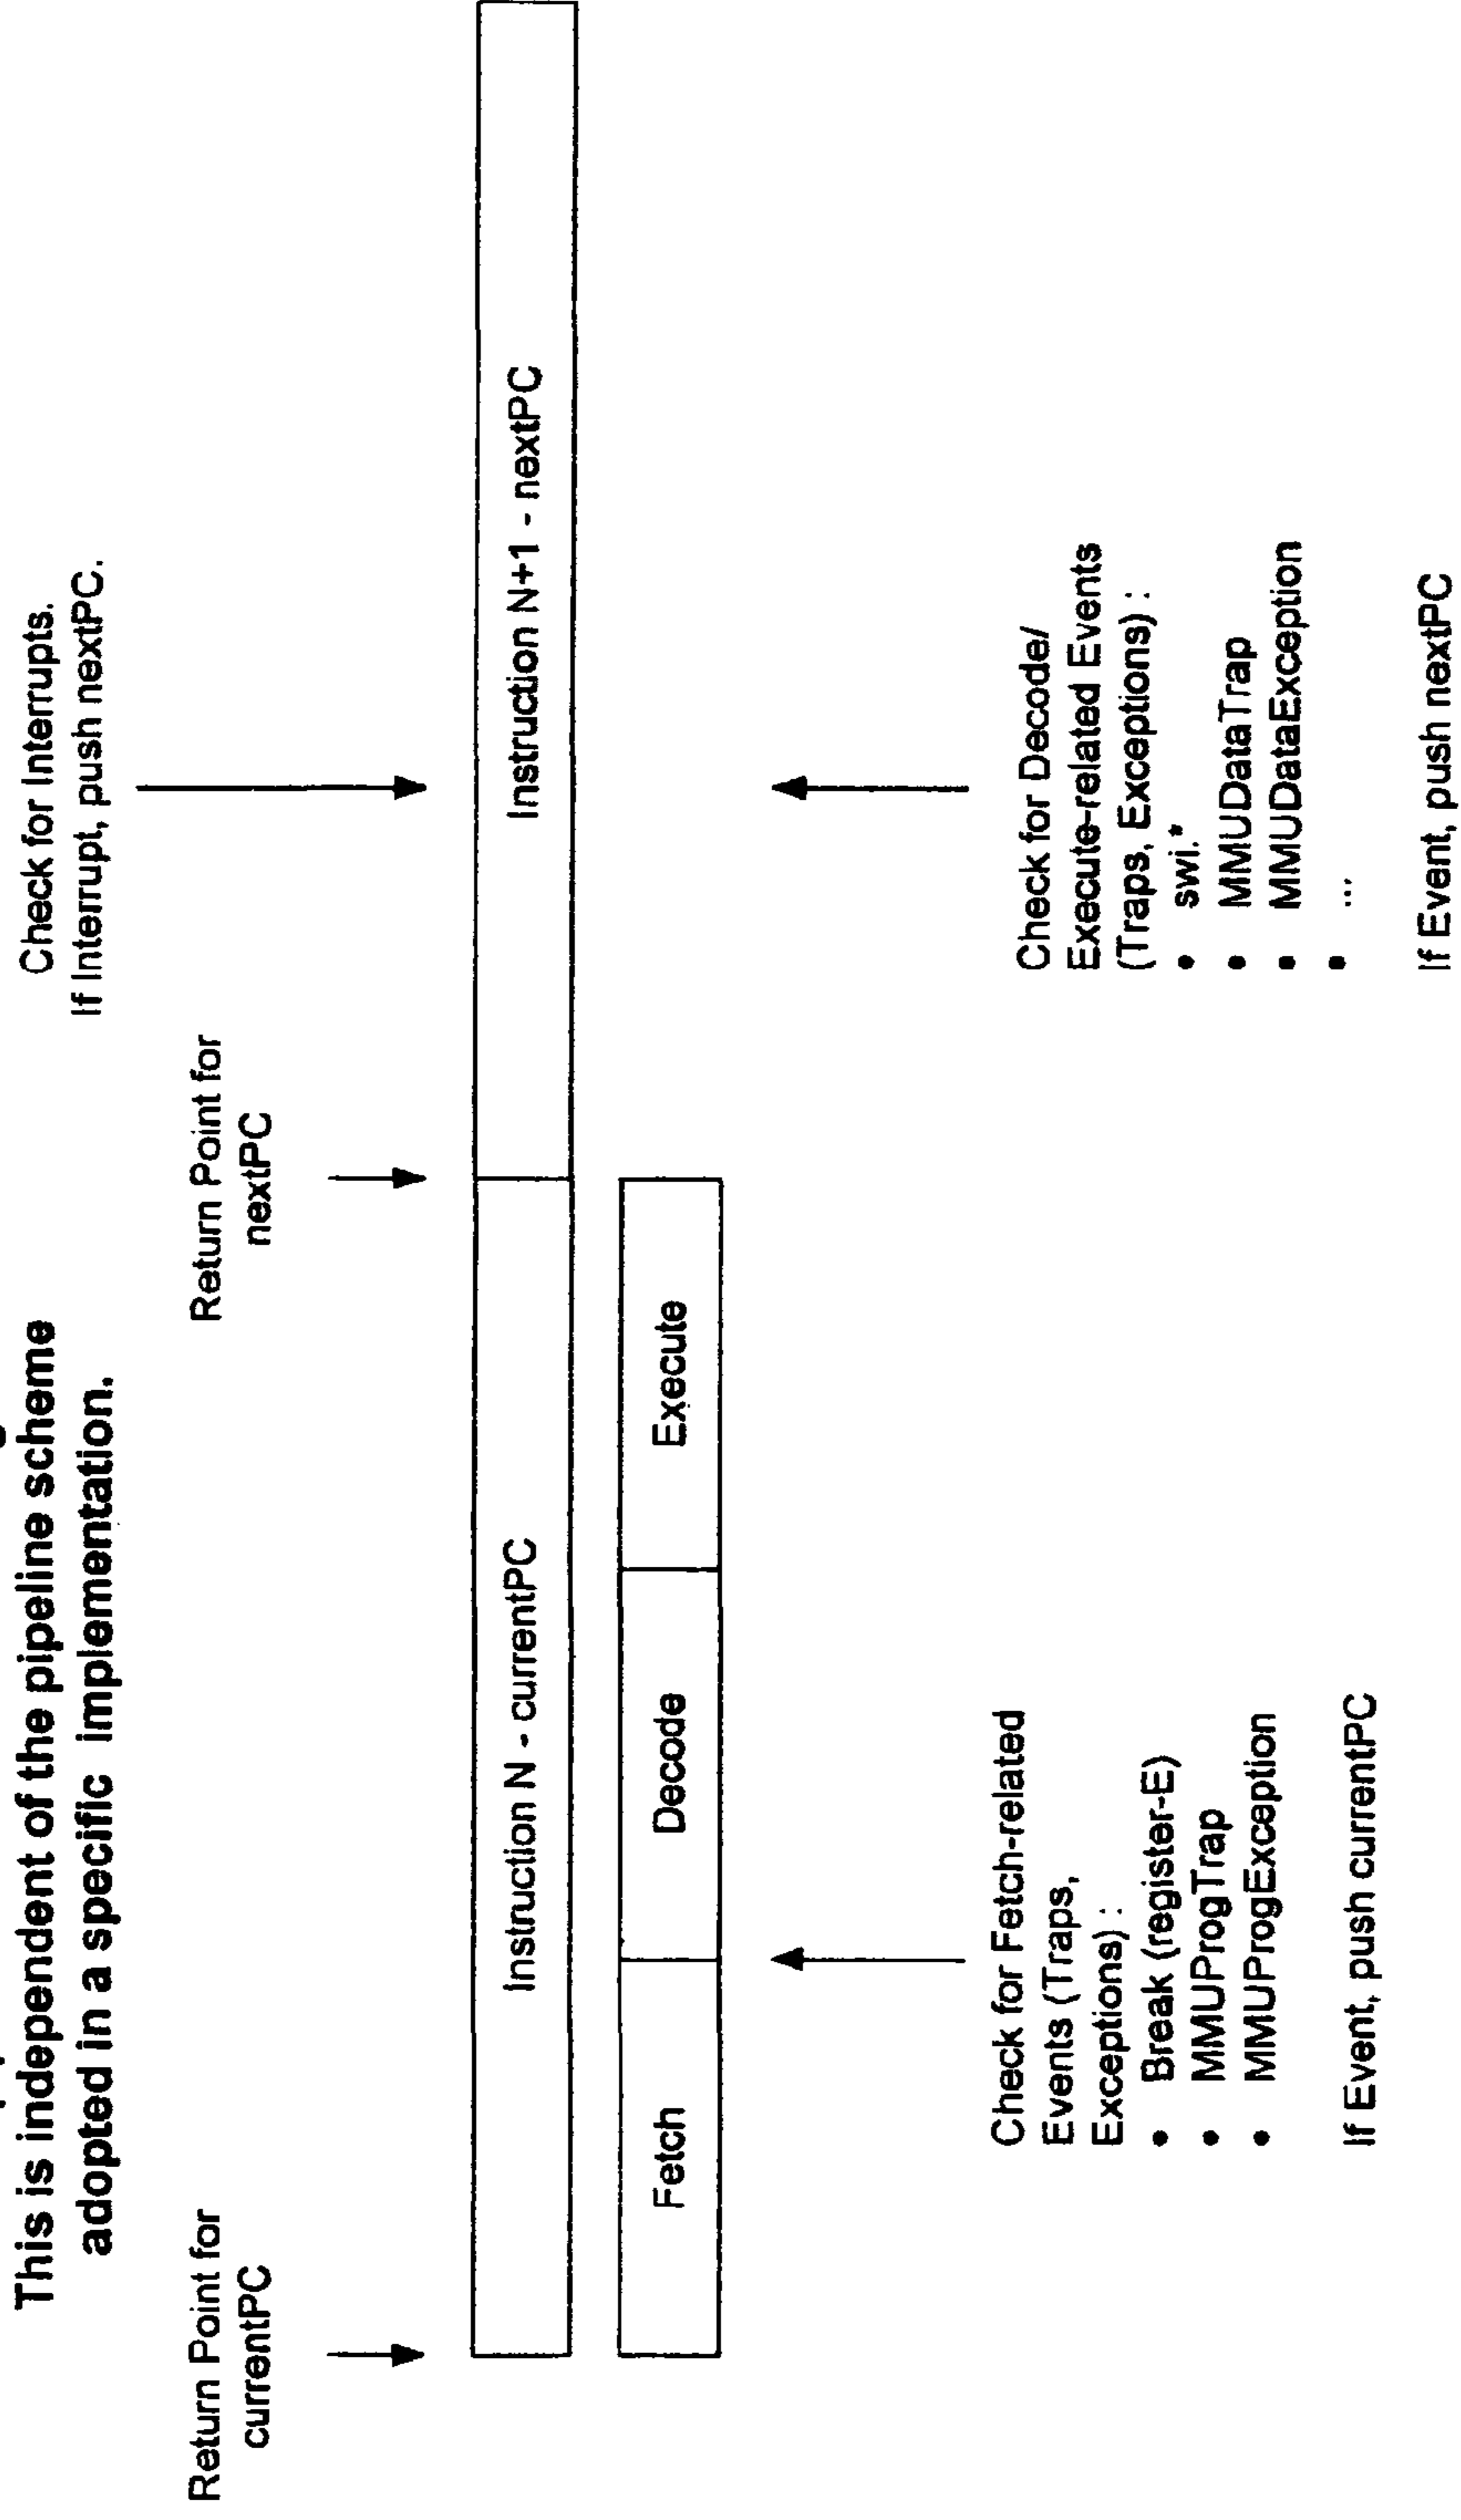 This is independent of the pipeline scheme
adopted in a specific implementation.
Check for Interrupts.
If Interrupt, push nextPC.
Return Point for
currentPC
Return Point for
nextPC
Instruction N - currentPC
Instruction N+1 - nextPC
Fetch
Decode
Execute
Check for Fetch-related
Events (Traps,
Exceptions) :
• Break (register-E)
• MMUProgTrap
• MMUProgException
If Event, push currentPC
Check for Decode/
Execute-related Events
(Traps, Exceptions) :
• swi.*
• MMUDataTrap
• MMUDataException
• ...
If Event, push nextPC